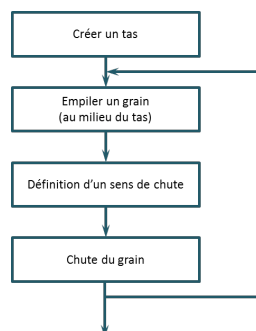 Créer un tas
Empiler un grain
(au milieu du tas)
Définition d'un sens de chute
Chute du grain